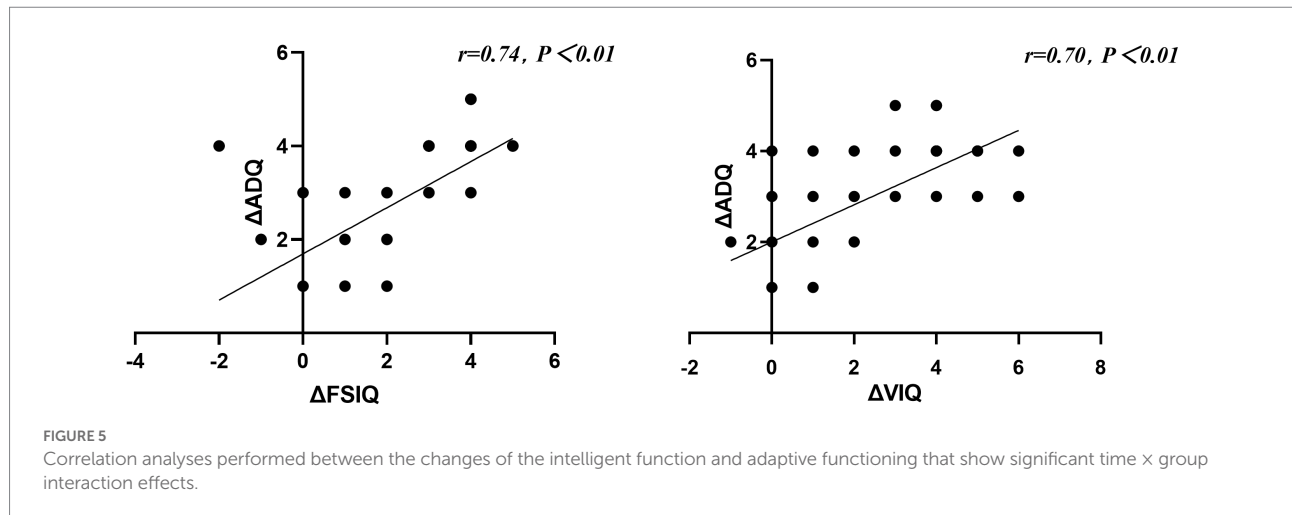 r=0.74, P<0.01
6
4
2
ΔADQ
-4 -2 0 2 4 6
ΔFSIQ
r=0.70, P<0.01
6
4
2
ΔADQ
-2 0 2 4 6 8
ΔVIQ
FIGURE 5
Correlation analyses performed between the changes of the intelligent function and adaptive functioning that show significant time × group
interaction effects.